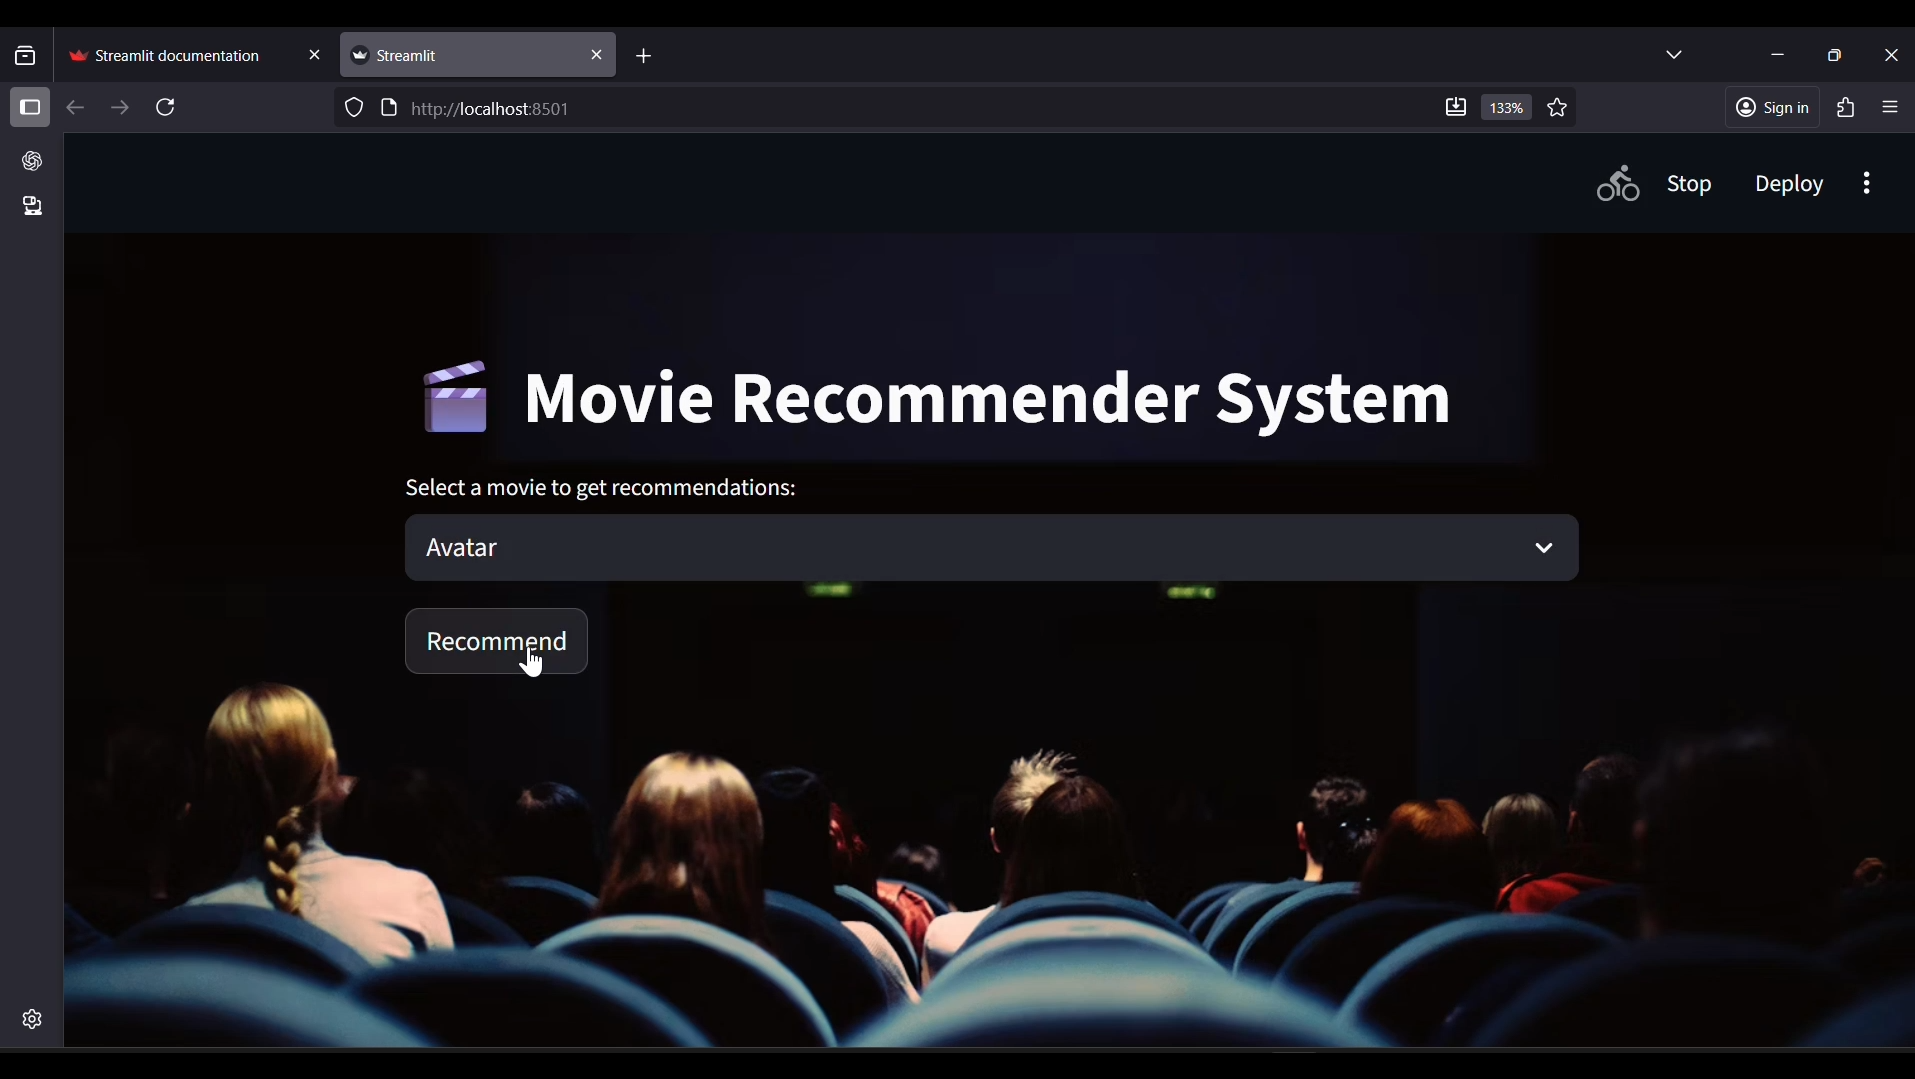 Streamlit documentation
Streamlit
http://localhost:8501
133%
Sign in
Stop
Deploy
Movie Recommender System
Select a movie to get recommendations:
Avatar
Recommend